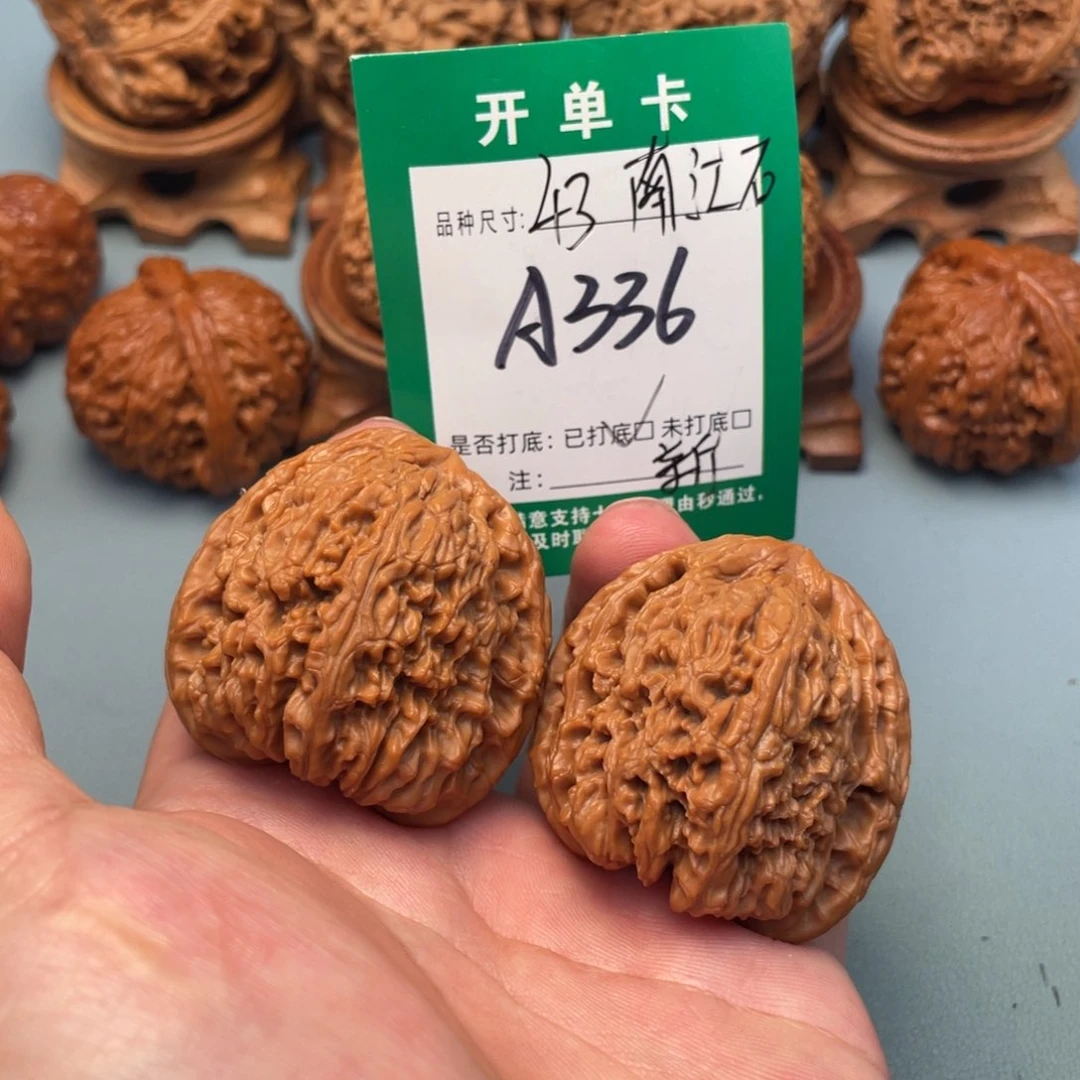 开单卡
品种尺寸: 43 南江石
A336
是否打底: 已打底☑ 未打底□
注: 新
意支持 由秒通过,
及时